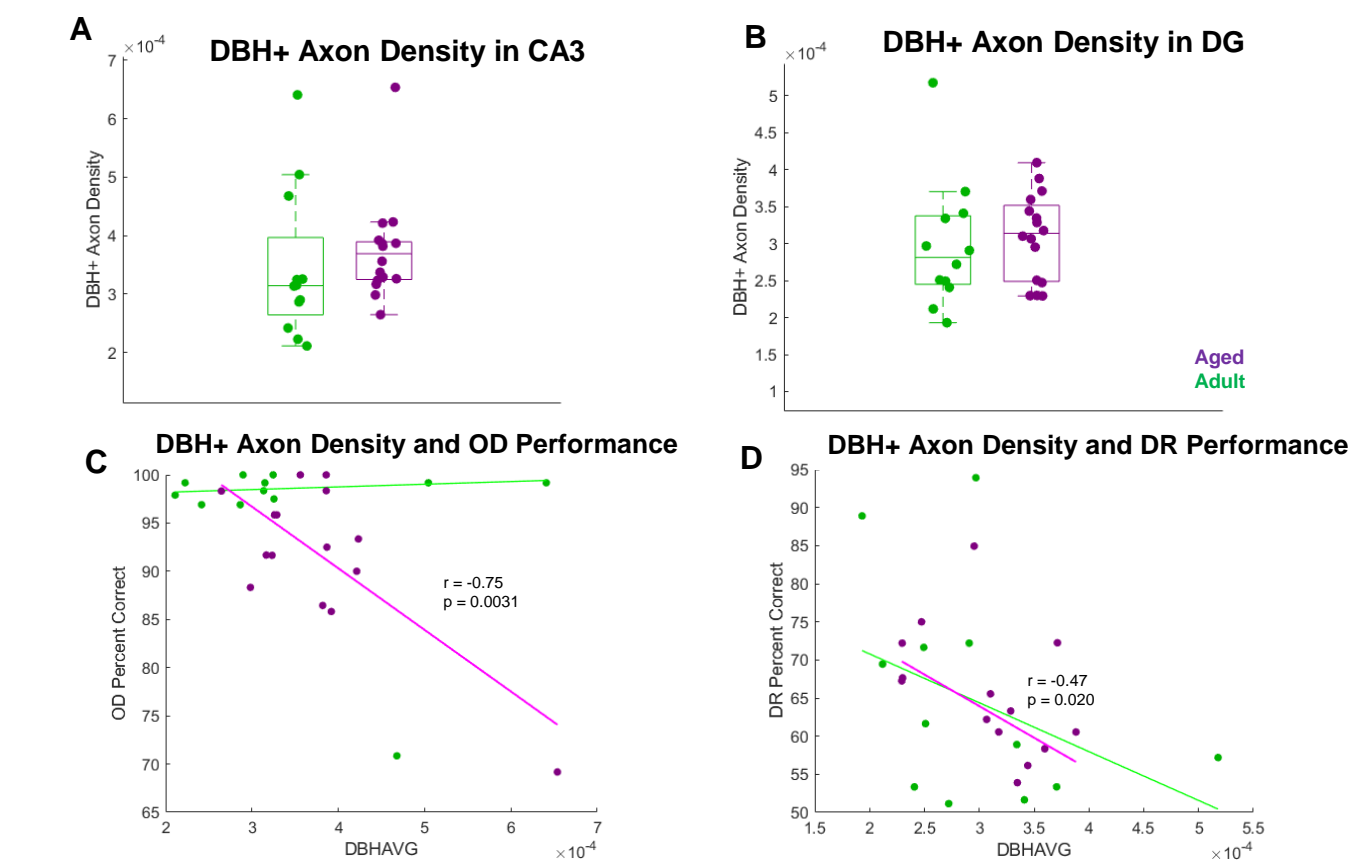 A
DBH+ Axon Density in CA3
×10⁻⁴
7
6
5
4
3
2
DBH+ Axon Density
B
DBH+ Axon Density in DG
×10⁻⁴
5
4.5
4
3.5
3
2.5
2
1.5
1
DBH+ Axon Density
Aged
Adult
C
DBH+ Axon Density and OD Performance
100
95
90
85
80
75
70
65
OD Percent Correct
r = -0.75
p = 0.0031
2 3 4 5 6 7
DBHAVG
×10⁻⁴
D
DBH+ Axon Density and DR Performance
95
90
85
80
75
70
65
60
55
50
DR Percent Correct
r = -0.47
p = 0.020
1.5 2 2.5 3 3.5 4 4.5 5 5.5
DBHAVG
×10⁻⁴